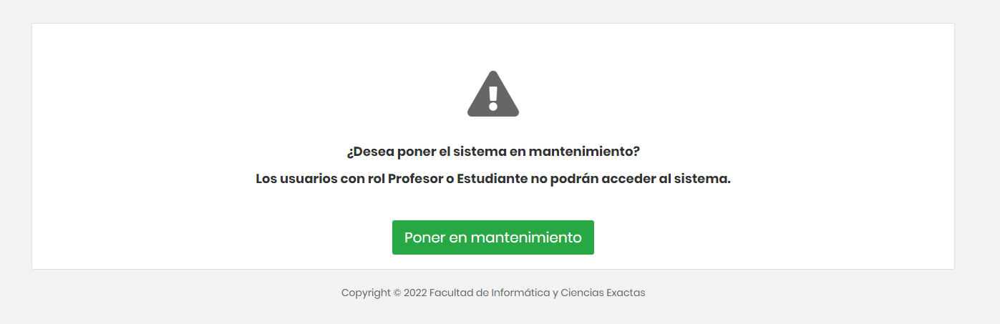 ¿Desea poner el sistema en mantenimiento?
Los usuarios con rol Profesor o Estudiante no podrán acceder al sistema.
Poner en mantenimiento
Copyright © 2022 Facultad de Informática y Ciencias Exactas